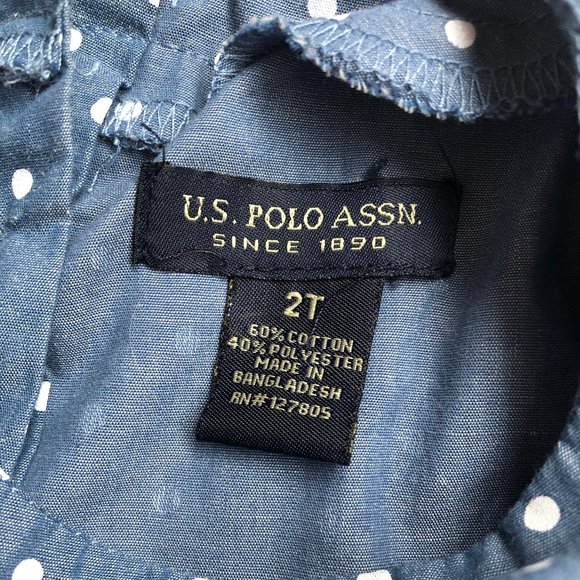 U.S. POLO ASSN.
SINCE 1890
2T
60% COTTON
40% POLYESTER
MADE IN
BANGLADESH
RN#127805